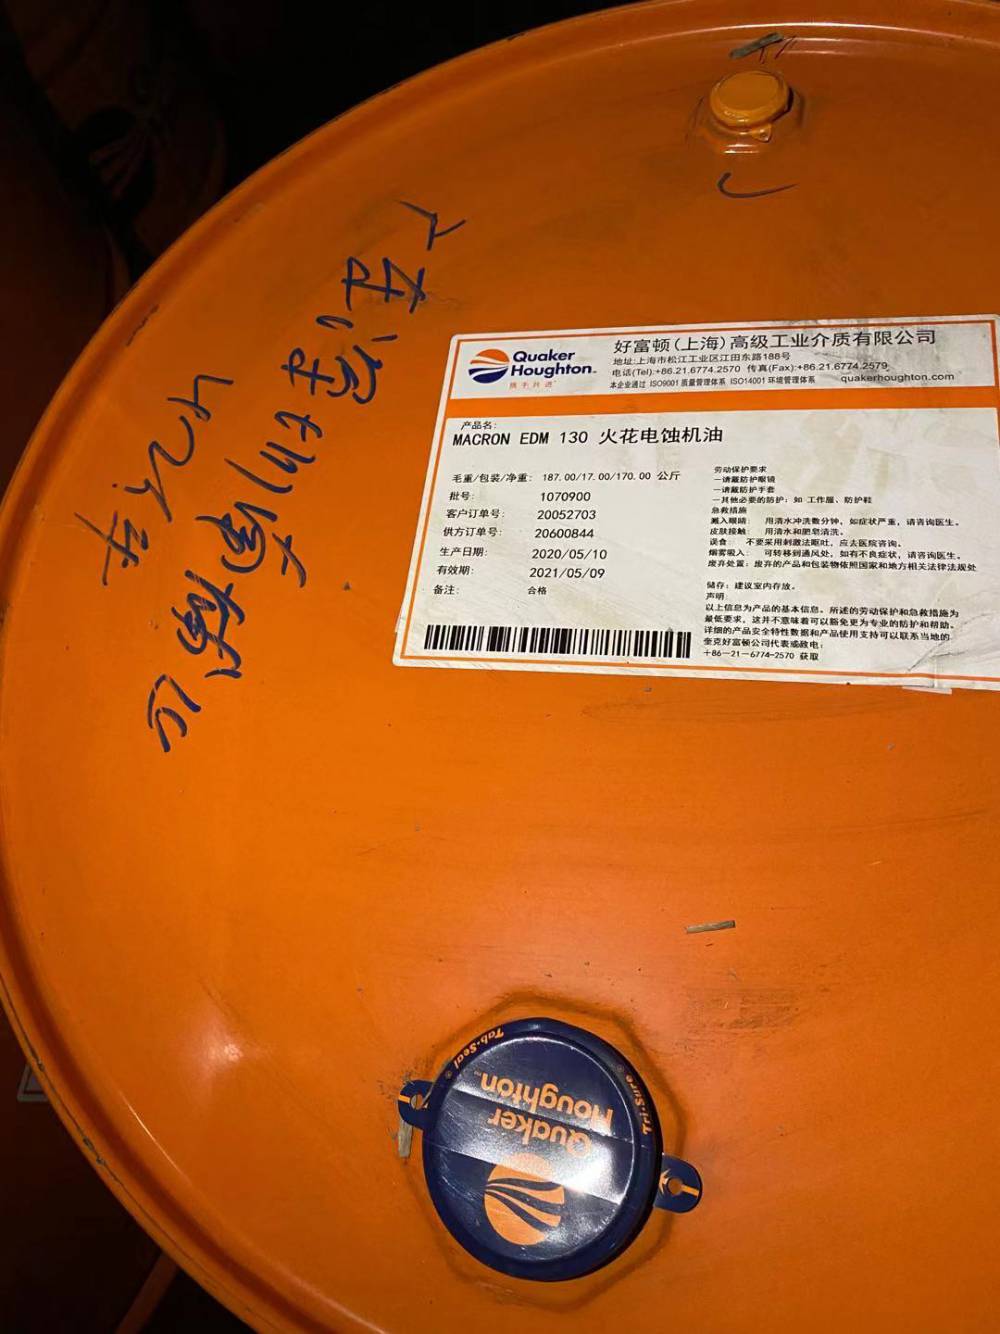 Quaker
Houghton™
携手共进
好富顿(上海)高级工业介质有限公司
地址:上海市松江工业区江田东路188号
电话(Tel):+86.21.6774.2570 传真(Fax):+86.21.6774.2579
本企业通过 ISO9001 质量管理体系 ISO14001 环境管理体系
quakerhoughton.com
产品名:
MACRON EDM 130 火花电蚀机油
毛重/包装/净重: 187.00/17.00/170.00 公斤
批号: 1070900
客户订单号: 20052703
供方订单号: 20600844
生产日期: 2020/05/10
有效期: 2021/05/09
备注: 合格
劳动保护要求
—请戴防护眼镜
—请戴防护手套
—其他必要的防护: 如 工作服、防护鞋
急救措施
溅入眼睛: 用清水冲洗数分钟, 如症状严重, 请咨询医生。
皮肤接触: 用清水和肥皂清洗。
误食: 不要采用刺激法呕吐, 应去医院咨询。
烟雾吸入: 可转移到通风处, 如有不良症状, 请咨询医生。
废弃处置: 废弃的产品和包装物依照国家和地方相关法律法规处
储存: 建议室内存放。
声明:
以上信息为产品的基本信息。所述的劳动保护和急救措施为
最低要求, 这并不意味着可以豁免更为专业的防护和帮助。
详细的产品安全特性数据和产品使用支持可以联系当地的
奎克好富顿公司代表或致电:
+86-21-6774-2570 获取
Tab-Seal®
Tri-Sure®
Quaker
Houghton™